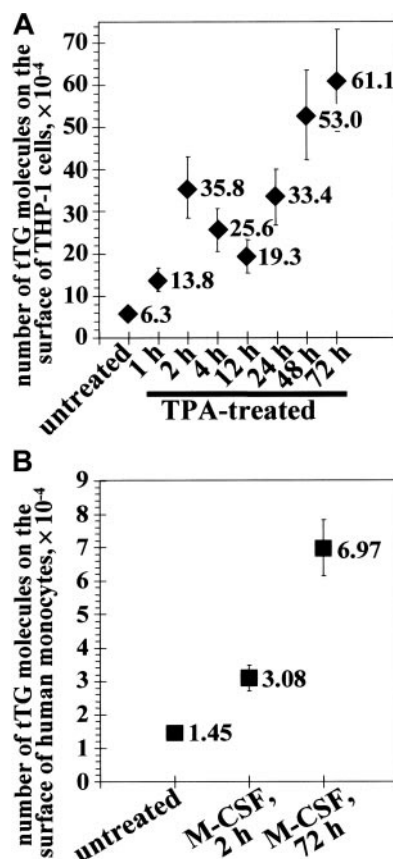 A
number of tTG molecules on the
surface of THP-1 cells, ×10⁻⁴
70
60
50
40
30
20
10
0
6.3
13.8
35.8
25.6
19.3
33.4
53.0
61.1
untreated
1 h
2 h
4 h
12 h
24 h
48 h
72 h
TPA-treated
B
number of tTG molecules on the
surface of human monocytes, ×10⁻⁴
9
8
7
6
5
4
3
2
1
0
1.45
3.08
6.97
untreated
M-CSF,
2 h
M-CSF,
72 h